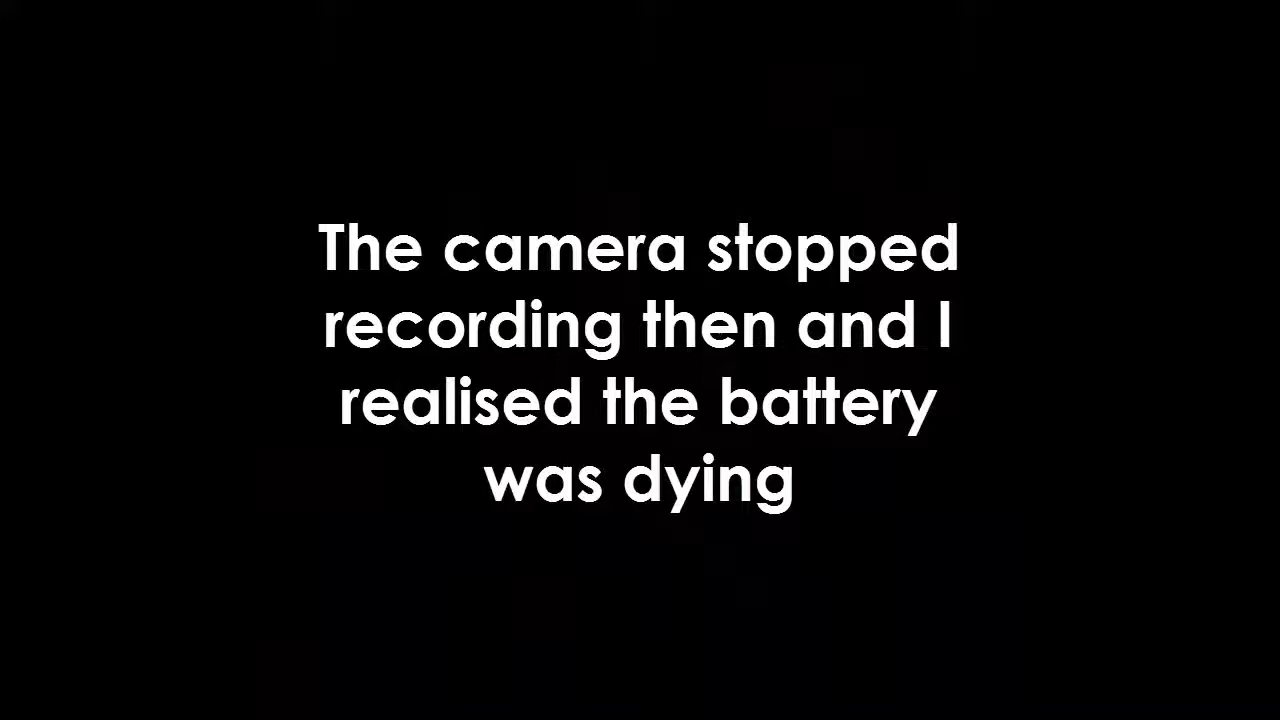 The camera stopped
recording then and I
realised the battery
was dying